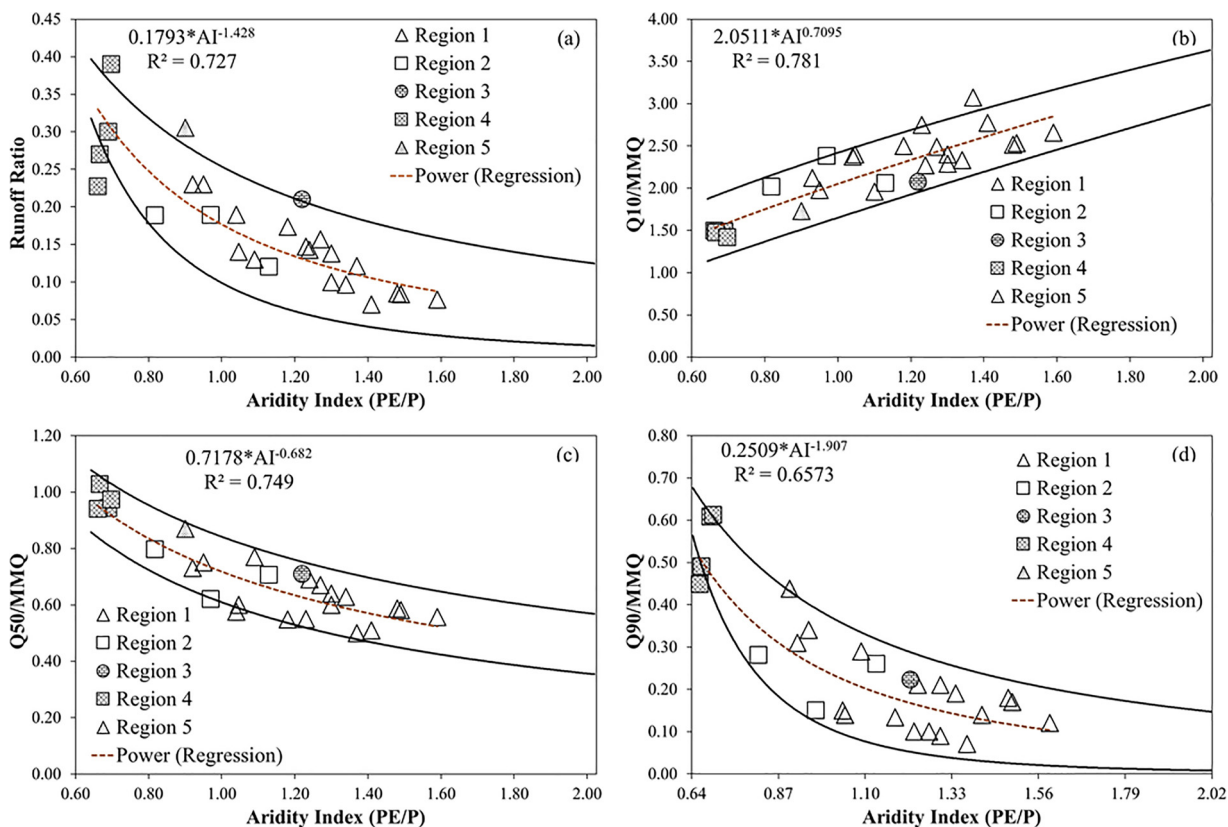 0.1793*AI-1.428
R² = 0.727
(a)
Region 1
Region 2
Region 3
Region 4
Region 5
Power (Regression)
Runoff Ratio
0.45
0.40
0.35
0.30
0.25
0.20
0.15
0.10
0.05
0.00
0.60 0.80 1.00 1.20 1.40 1.60 1.80 2.00
Aridity Index (PE/P)
2.0511*AI0.7095
R² = 0.781
(b)
Region 1
Region 2
Region 3
Region 4
Region 5
Power (Regression)
Q10/MMQ
4.00
3.50
3.00
2.50
2.00
1.50
1.00
0.50
0.00
0.60 0.80 1.00 1.20 1.40 1.60 1.80 2.00
Aridity Index (PE/P)
0.7178*AI-0.682
R² = 0.749
(c)
Region 1
Region 2
Region 3
Region 4
Region 5
Power (Regression)
Q50/MMQ
1.20
1.00
0.80
0.60
0.40
0.20
0.00
0.60 0.80 1.00 1.20 1.40 1.60 1.80 2.00
Aridity Index (PE/P)
0.2509*AI-1.907
R² = 0.6573
(d)
Region 1
Region 2
Region 3
Region 4
Region 5
Power (Regression)
Q90/MMQ
0.80
0.70
0.60
0.50
0.40
0.30
0.20
0.10
0.00
0.64 0.87 1.10 1.33 1.56 1.79 2.02
Aridity Index (PE/P)